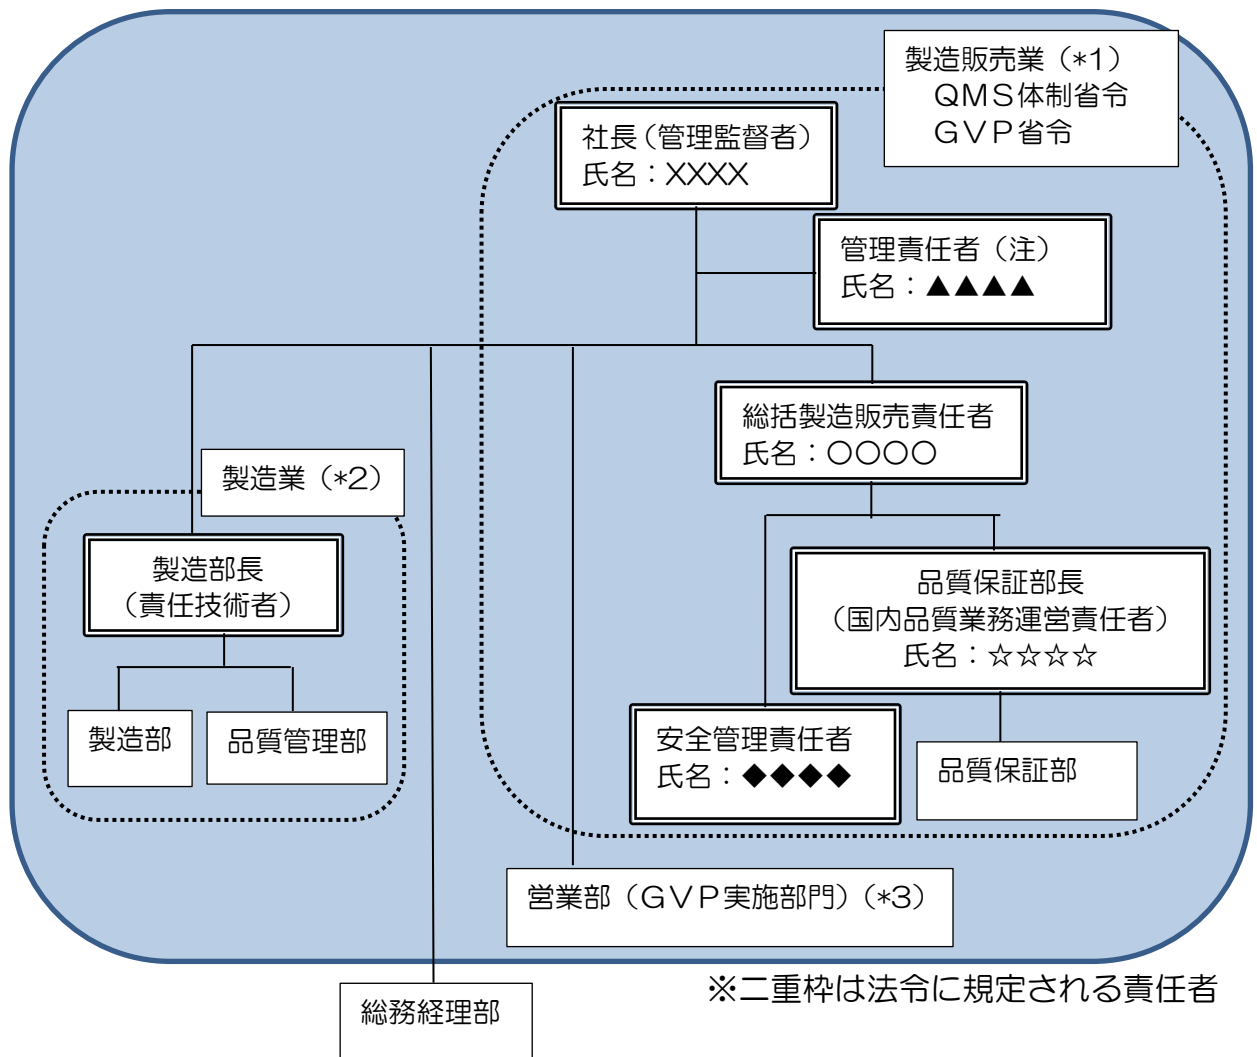 製造販売業（*1）
QMS体制省令
GVP省令
社長（管理監督者）
氏名：XXXX
管理責任者（注）
氏名：▲▲▲▲
総括製造販売責任者
氏名：○○○○
製造業（*2）
製造部長
（責任技術者）
品質保証部長
（国内品質業務運営責任者）
氏名：☆☆☆☆
製造部
品質管理部
安全管理責任者
氏名：◆◆◆◆
品質保証部
営業部（GVP実施部門）（*3）
※二重枠は法令に規定される責任者
総務経理部